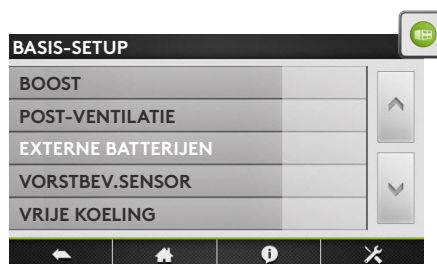 BASIS-SETUP
BOOST
POST-VENTILATIE
EXTERNE BATTERIJEN
VORSTBEV.SENSOR
VRIJE KOELING